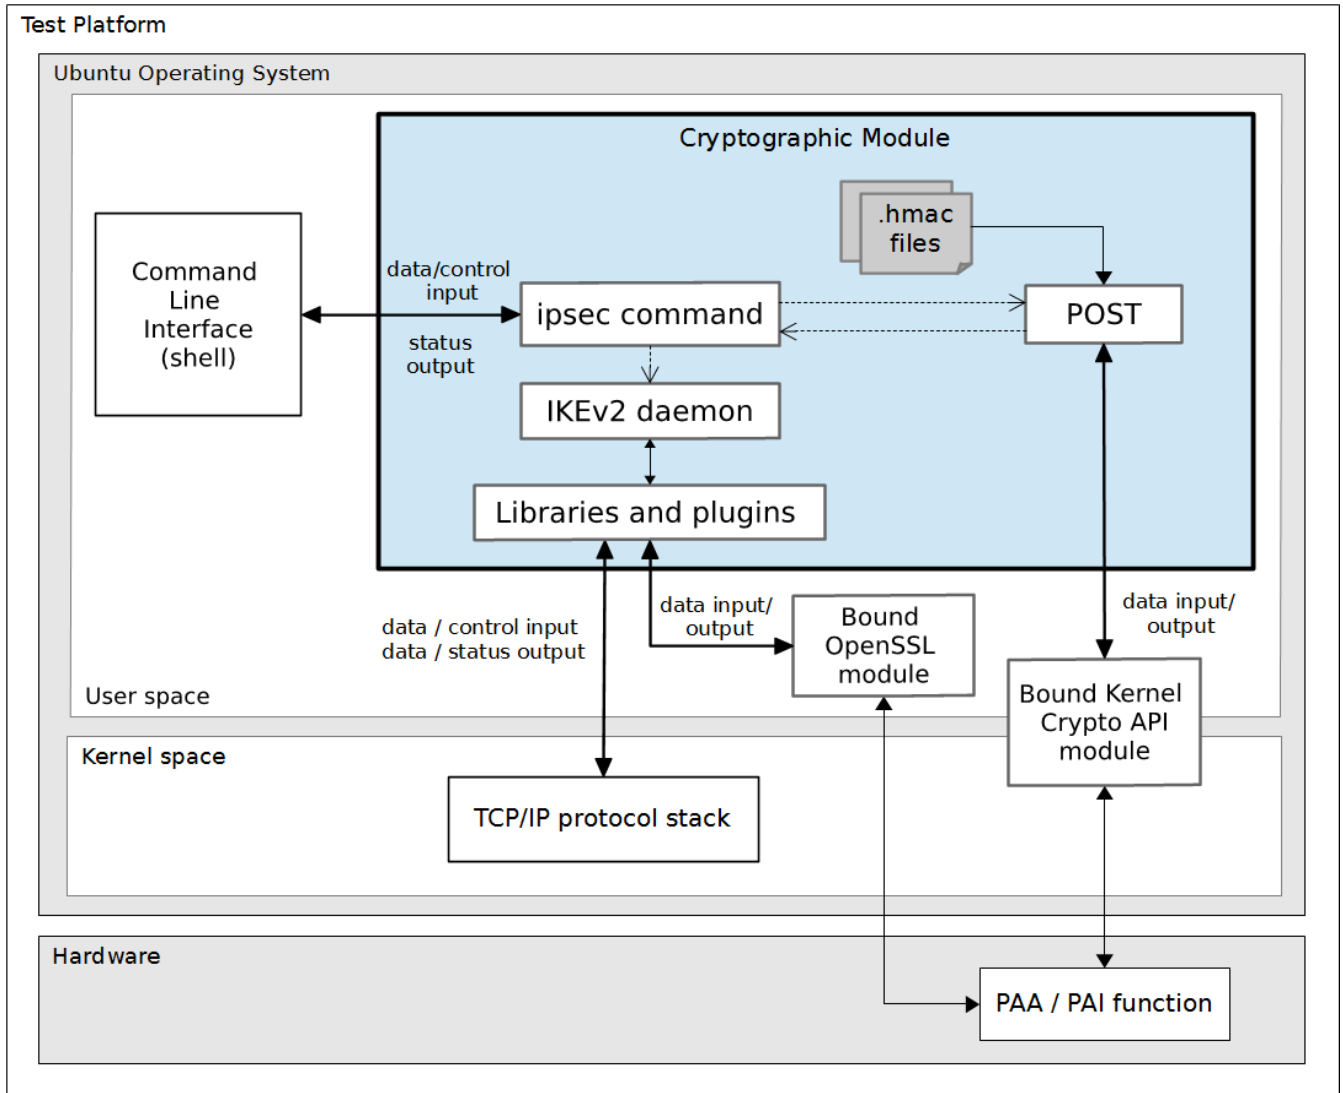 Test Platform
Ubuntu Operating System
Cryptographic Module
.hmac
files
Command
Line
Interface
(shell)
data/control
input
status
output
ipsec command
POST
IKEv2 daemon
Libraries and plugins
data / control input
data / status output
data input/
output
Bound
OpenSSL
module
data input/
output
Bound Kernel
Crypto API
module
User space
Kernel space
TCP/IP protocol stack
Hardware
PAA / PAI function